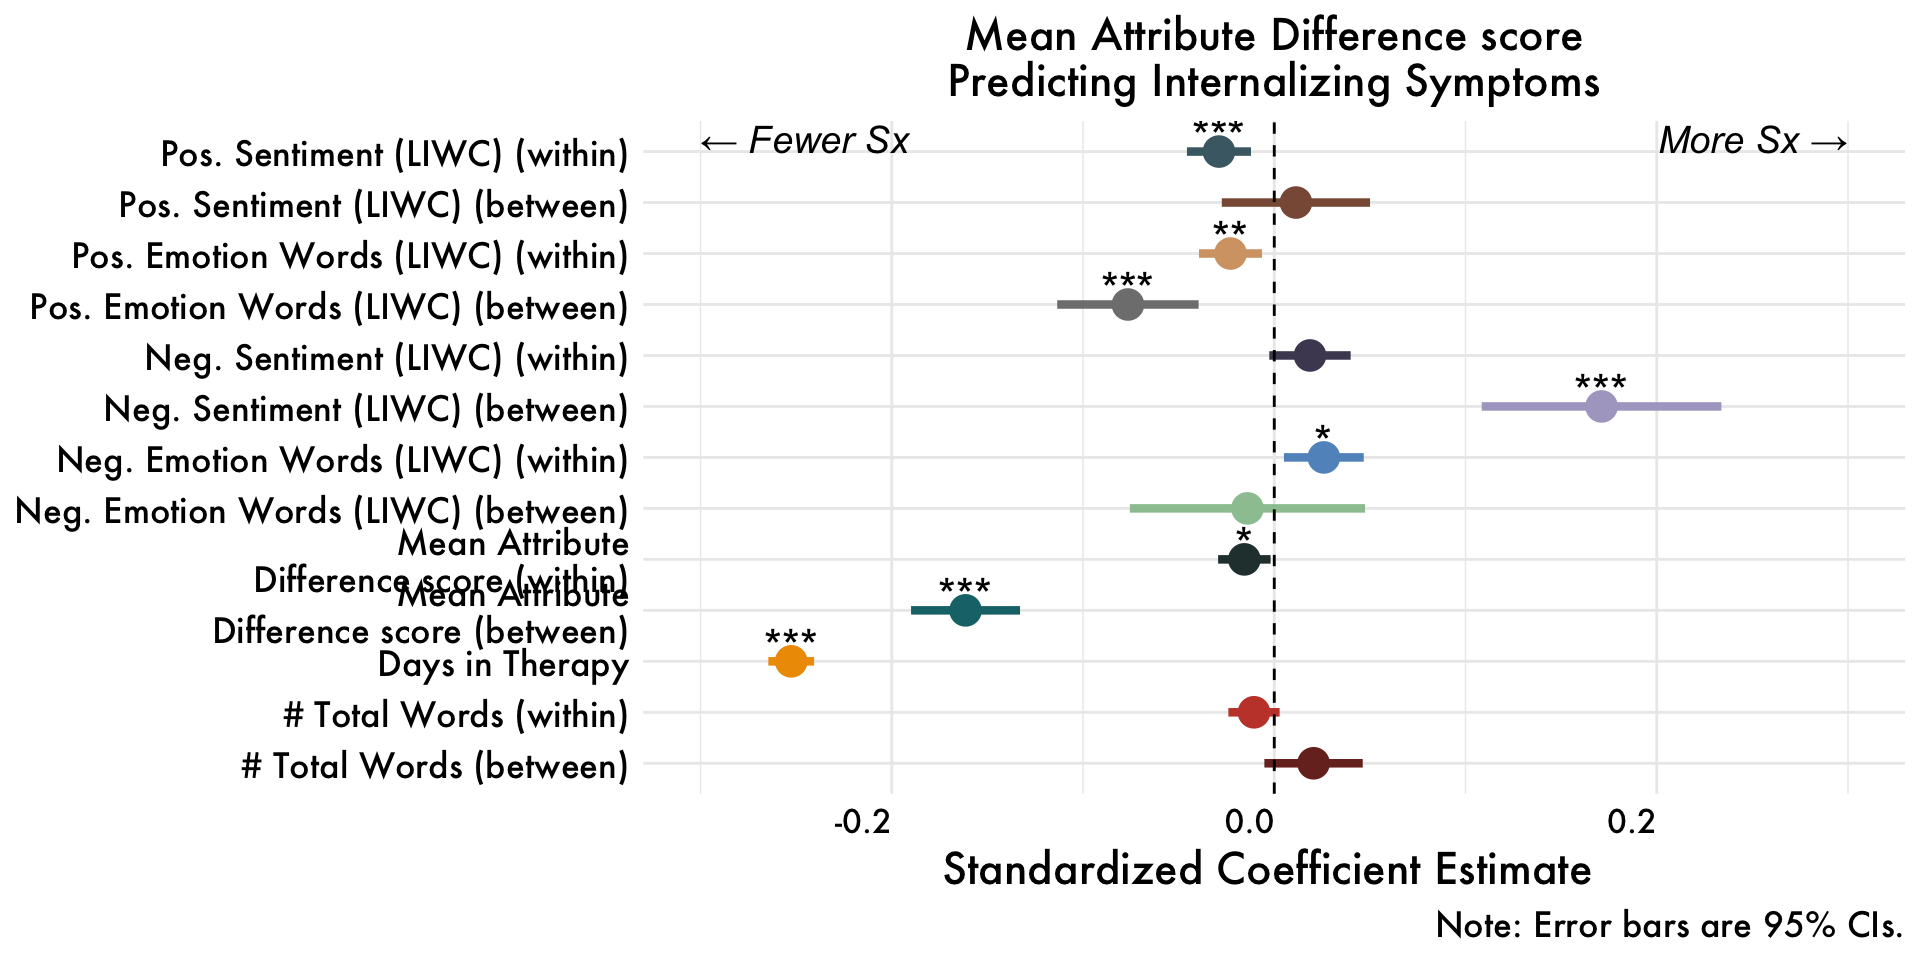 Mean Attribute Difference score
Predicting Internalizing Symptoms
← Fewer Sx
More Sx →
Pos. Sentiment (LIWC) (within)
***
Pos. Sentiment (LIWC) (between)
Pos. Emotion Words (LIWC) (within)
**
Pos. Emotion Words (LIWC) (between)
***
Neg. Sentiment (LIWC) (within)
Neg. Sentiment (LIWC) (between)
***
Neg. Emotion Words (LIWC) (within)
*
Neg. Emotion Words (LIWC) (between)
Mean Attribute
Difference score (within)
*
Mean Attribute
Difference score (between)
***
Days in Therapy
***
# Total Words (within)
# Total Words (between)
-0.2
0.0
0.2
Standardized Coefficient Estimate
Note: Error bars are 95% CIs.